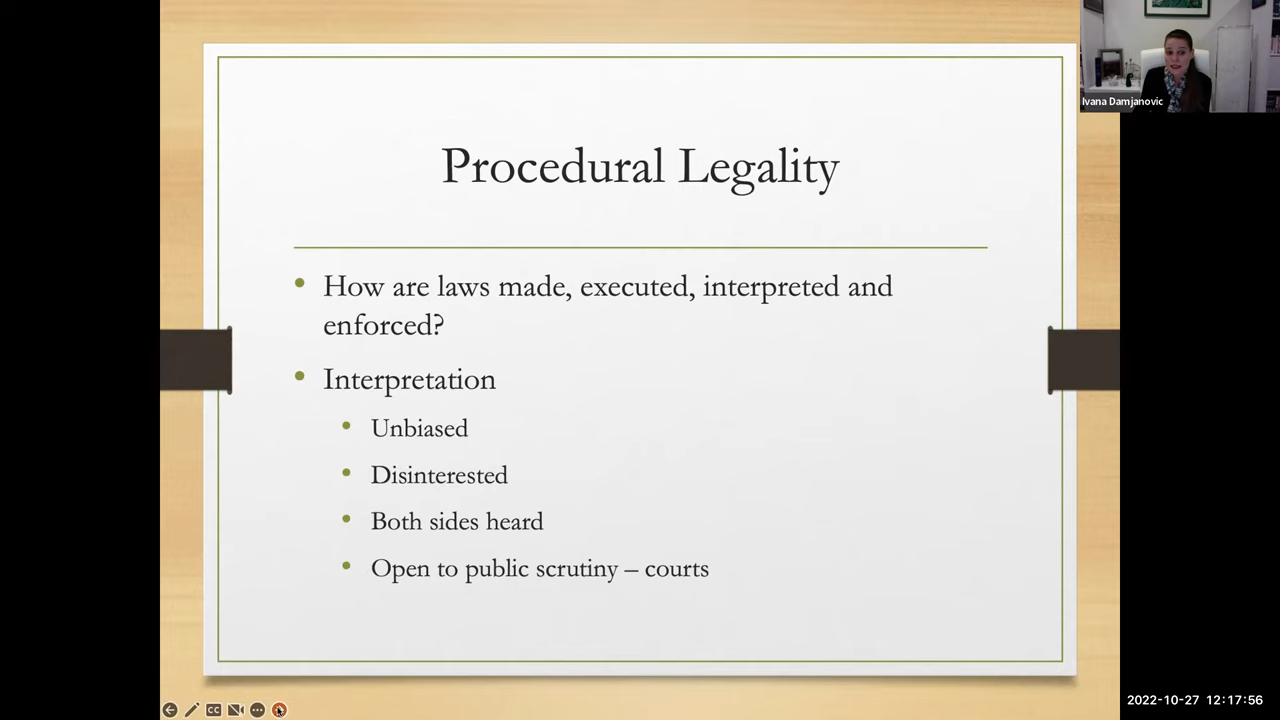 Ivana Damjanovic
Procedural Legality
• How are laws made, executed, interpreted and
enforced?
• Interpretation
• Unbiased
• Disinterested
• Both sides heard
• Open to public scrutiny – courts
CC
2022-10-27 12:17:56